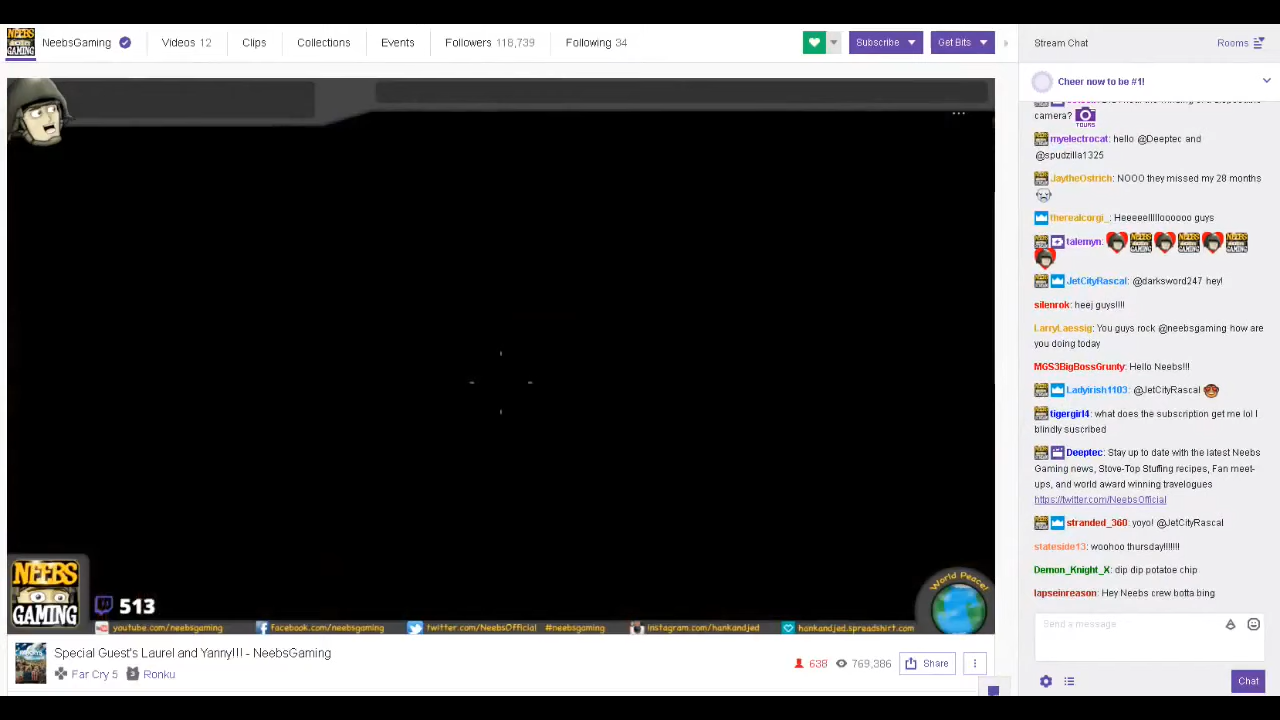 NeebsGaming Videos 12 Clips Collections Events Followers 118,739 Following 34 Subscribe Get Bits Stream Chat Rooms
NEEBS
GAMING
Cheer now to be #1!
camera? TOURS
myelectrocat: hello @Deeptec and
@spudzilla1325
JaytheOstrich: NOOO they missed my 28 months
therealcorgi_: Heeeeelllllloooooo guys
talemyn:
JetCityRascal: @darksword247 hey!
silenrok: heej guys!!!!
LarryLaessig: You guys rock @neebsgaming how are
you doing today
MGS3BigBossGrunty: Hello Neebs!!!
Ladyirish1103: @JetCityRascal
tigergirl4: what does the subscription get me lol I
blindly suscribed
Deeptec: Stay up to date with the latest Neebs
Gaming news, Stove-Top Stuffing recipes, Fan meet-
ups, and world award winning travelogues
https://twitter.com/NeebsOfficial
stranded_360: yoyo! @JetCityRascal
stateside13: woohoo thursday!!!!!!!
Demon_Knight_X: dip dip potatoe chip
lapseinreason: Hey Neebs crew botta bing
Send a message
Chat
NEEBS
GAMING
513
World Peace!
youtube.com/neebsgaming facebook.com/neebsgaming twitter.com/NeebsOfficial #neebsgaming instagram.com/hankandjed hankandjed.spreadshirt.com
Special Guest's Laurel and Yanny!!! - NeebsGaming
Far Cry 5 Ronku
638 769,386 Share